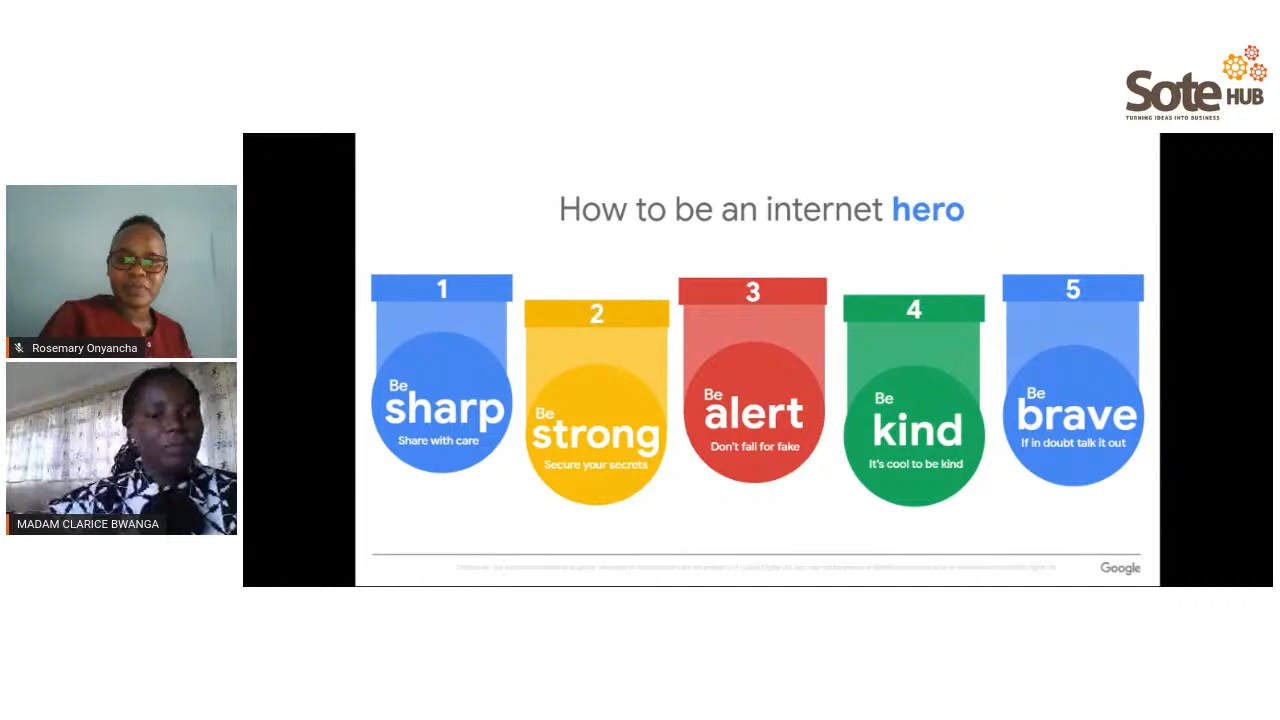 Sote HUB
TURNING IDEAS INTO BUSINESS
How to be an internet hero
1
Be
sharp
Share with care
2
Be
strong
Secure your secrets
3
Be
alert
Don't fall for fake
4
Be
kind
It's cool to be kind
5
Be
brave
If in doubt talk it out
Google
Rosemary Onyancha
MADAM CLARICE BWANGA